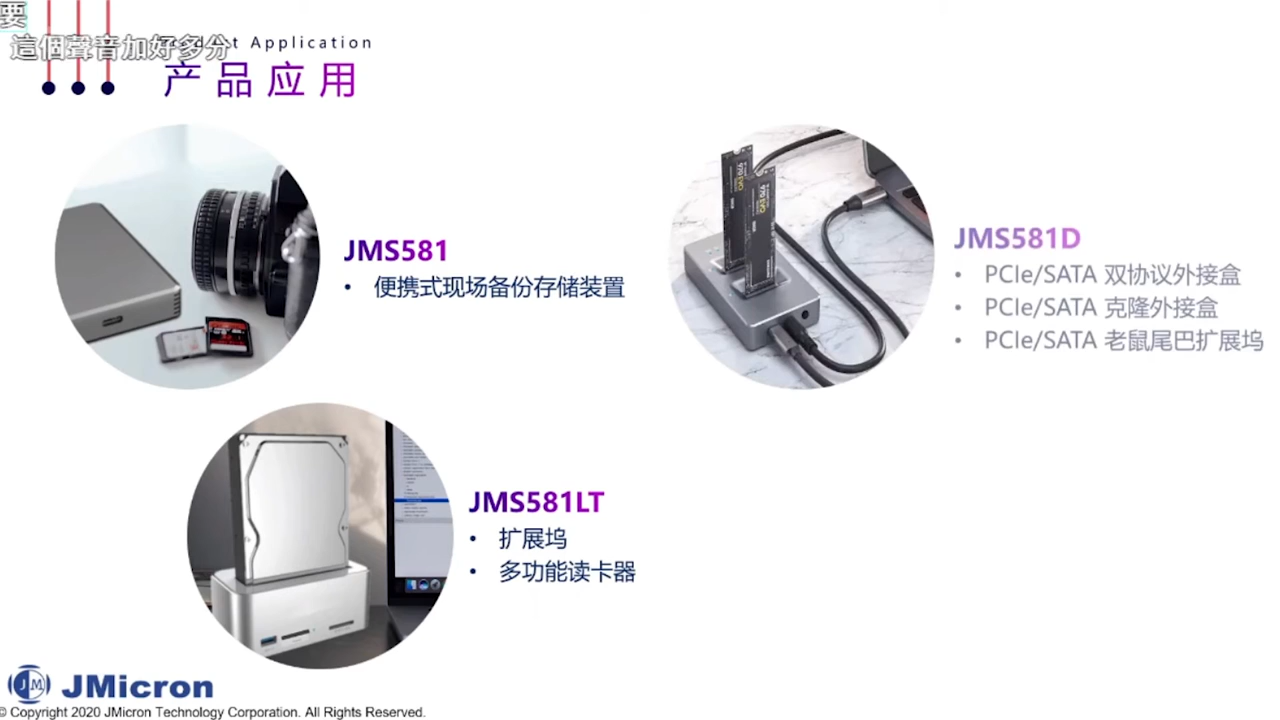 要
這個聲音加好多分
Product Application
产品应用
JMS581
• 便携式现场备份存储装置
JMS581D
• PCIe/SATA 双协议外接盒
• PCIe/SATA 克隆外接盒
• PCIe/SATA 老鼠尾巴扩展坞
JMS581LT
• 扩展坞
• 多功能读卡器
JMicron
© Copyright 2020 JMicron Technology Corporation. All Rights Reserved.